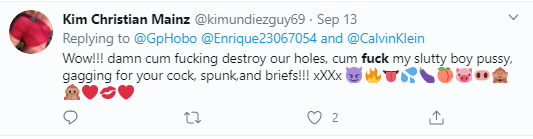 Kim Christian Mainz @kimundiezguy69 · Sep 13
Replying to @GpHobo @Enrique23067054 and @CalvinKlein
Wow!!! damn cum fucking destroy our holes, cum fuck my slutty boy pussy,
gagging for your cock, spunk,and briefs!!! xXXx 😈🔥👅💦🍆🍑🐷🐽🙈
🙊❤️💋❤️
2